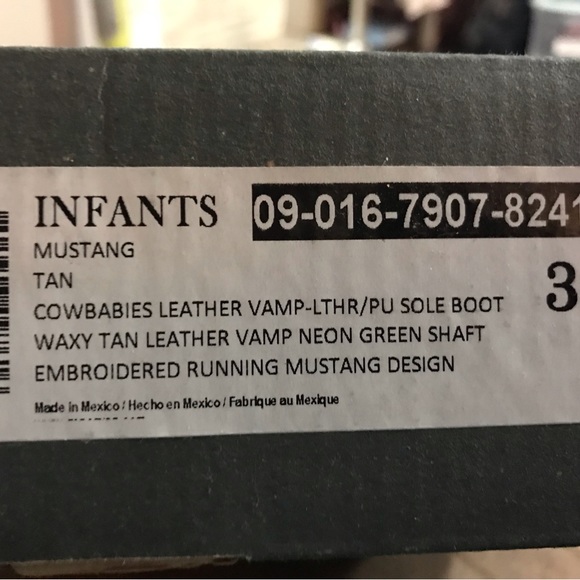 INFANTS 09-016-7907-8241
MUSTANG
TAN
3
COWBABIES LEATHER VAMP-LTHR/PU SOLE BOOT
WAXY TAN LEATHER VAMP NEON GREEN SHAFT
EMBROIDERED RUNNING MUSTANG DESIGN
Made in Mexico / Hecho en Mexico / Fabrique au Mexique